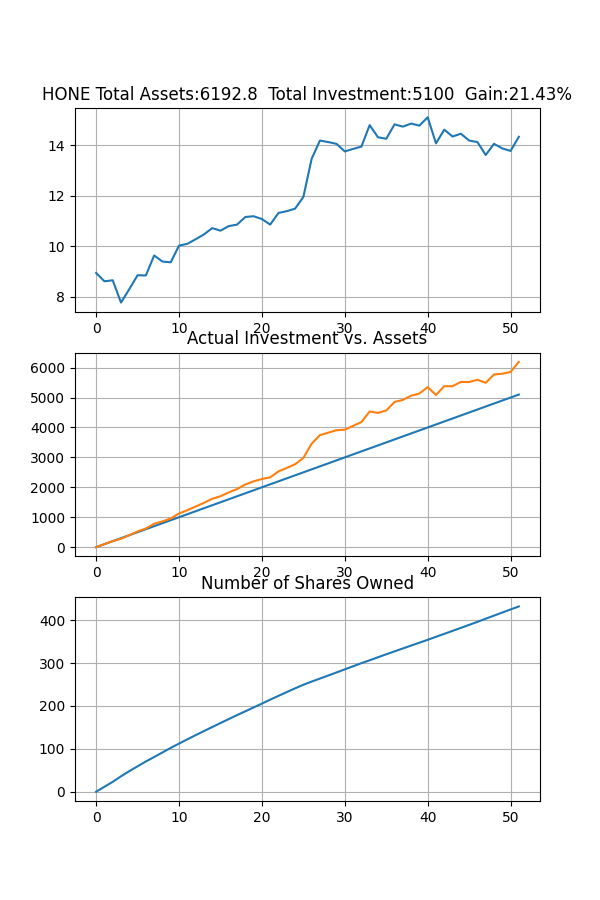 HONE Total Assets:6192.8  Total Investment:5100  Gain:21.43%
14
12
10
8
0 10 20 30 40 50
Actual Investment vs. Assets
6000
5000
4000
3000
2000
1000
0
0 10 20 30 40 50
Number of Shares Owned
400
300
200
100
0
0 10 20 30 40 50